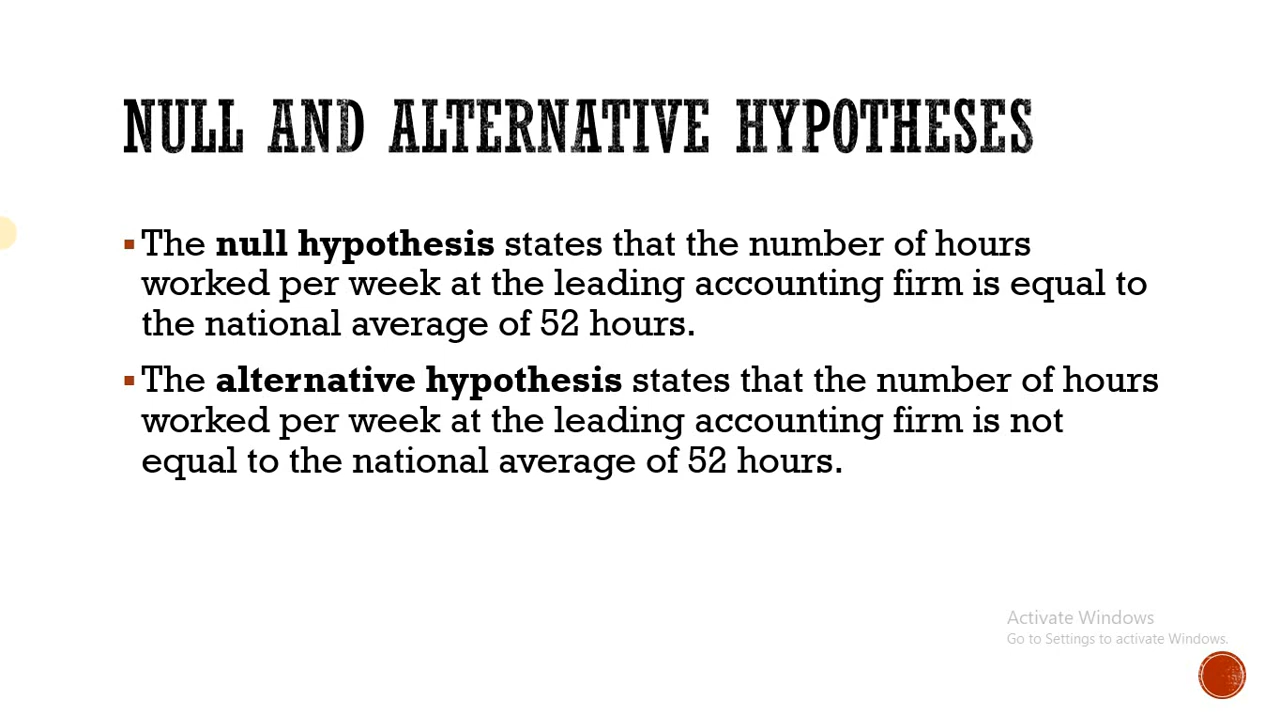 NULL AND ALTERNATIVE HYPOTHESES
The null hypothesis states that the number of hours
worked per week at the leading accounting firm is equal to
the national average of 52 hours.
The alternative hypothesis states that the number of hours
worked per week at the leading accounting firm is not
equal to the national average of 52 hours.
Activate Windows
Go to Settings to activate Windows.